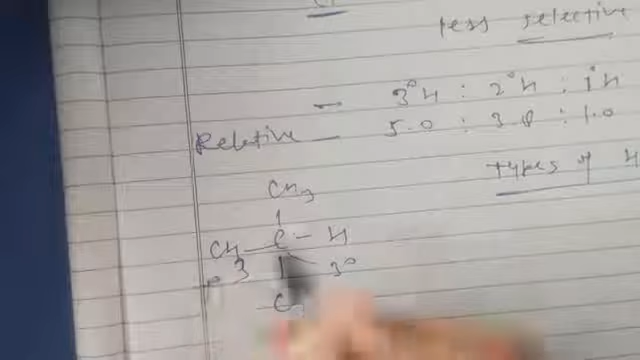 less selective
— 3°H : 2°H : 1°H
Relative — 5.0 : 3.8 : 1.0
types of H
CH3
CH3 — C — H
3°
C